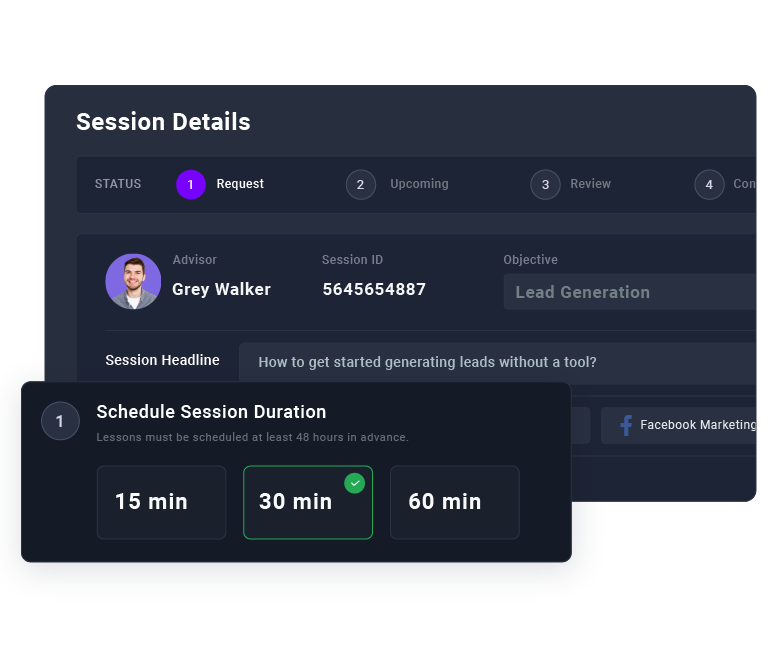 Session Details
STATUS 1 Request 2 Upcoming 3 Review 4 Con
Advisor Session ID Objective
Grey Walker 5645654887 Lead Generation
Session Headline How to get started generating leads without a tool?
Facebook Marketing
1 Schedule Session Duration
Lessons must be scheduled at least 48 hours in advance.
15 min 30 min 60 min